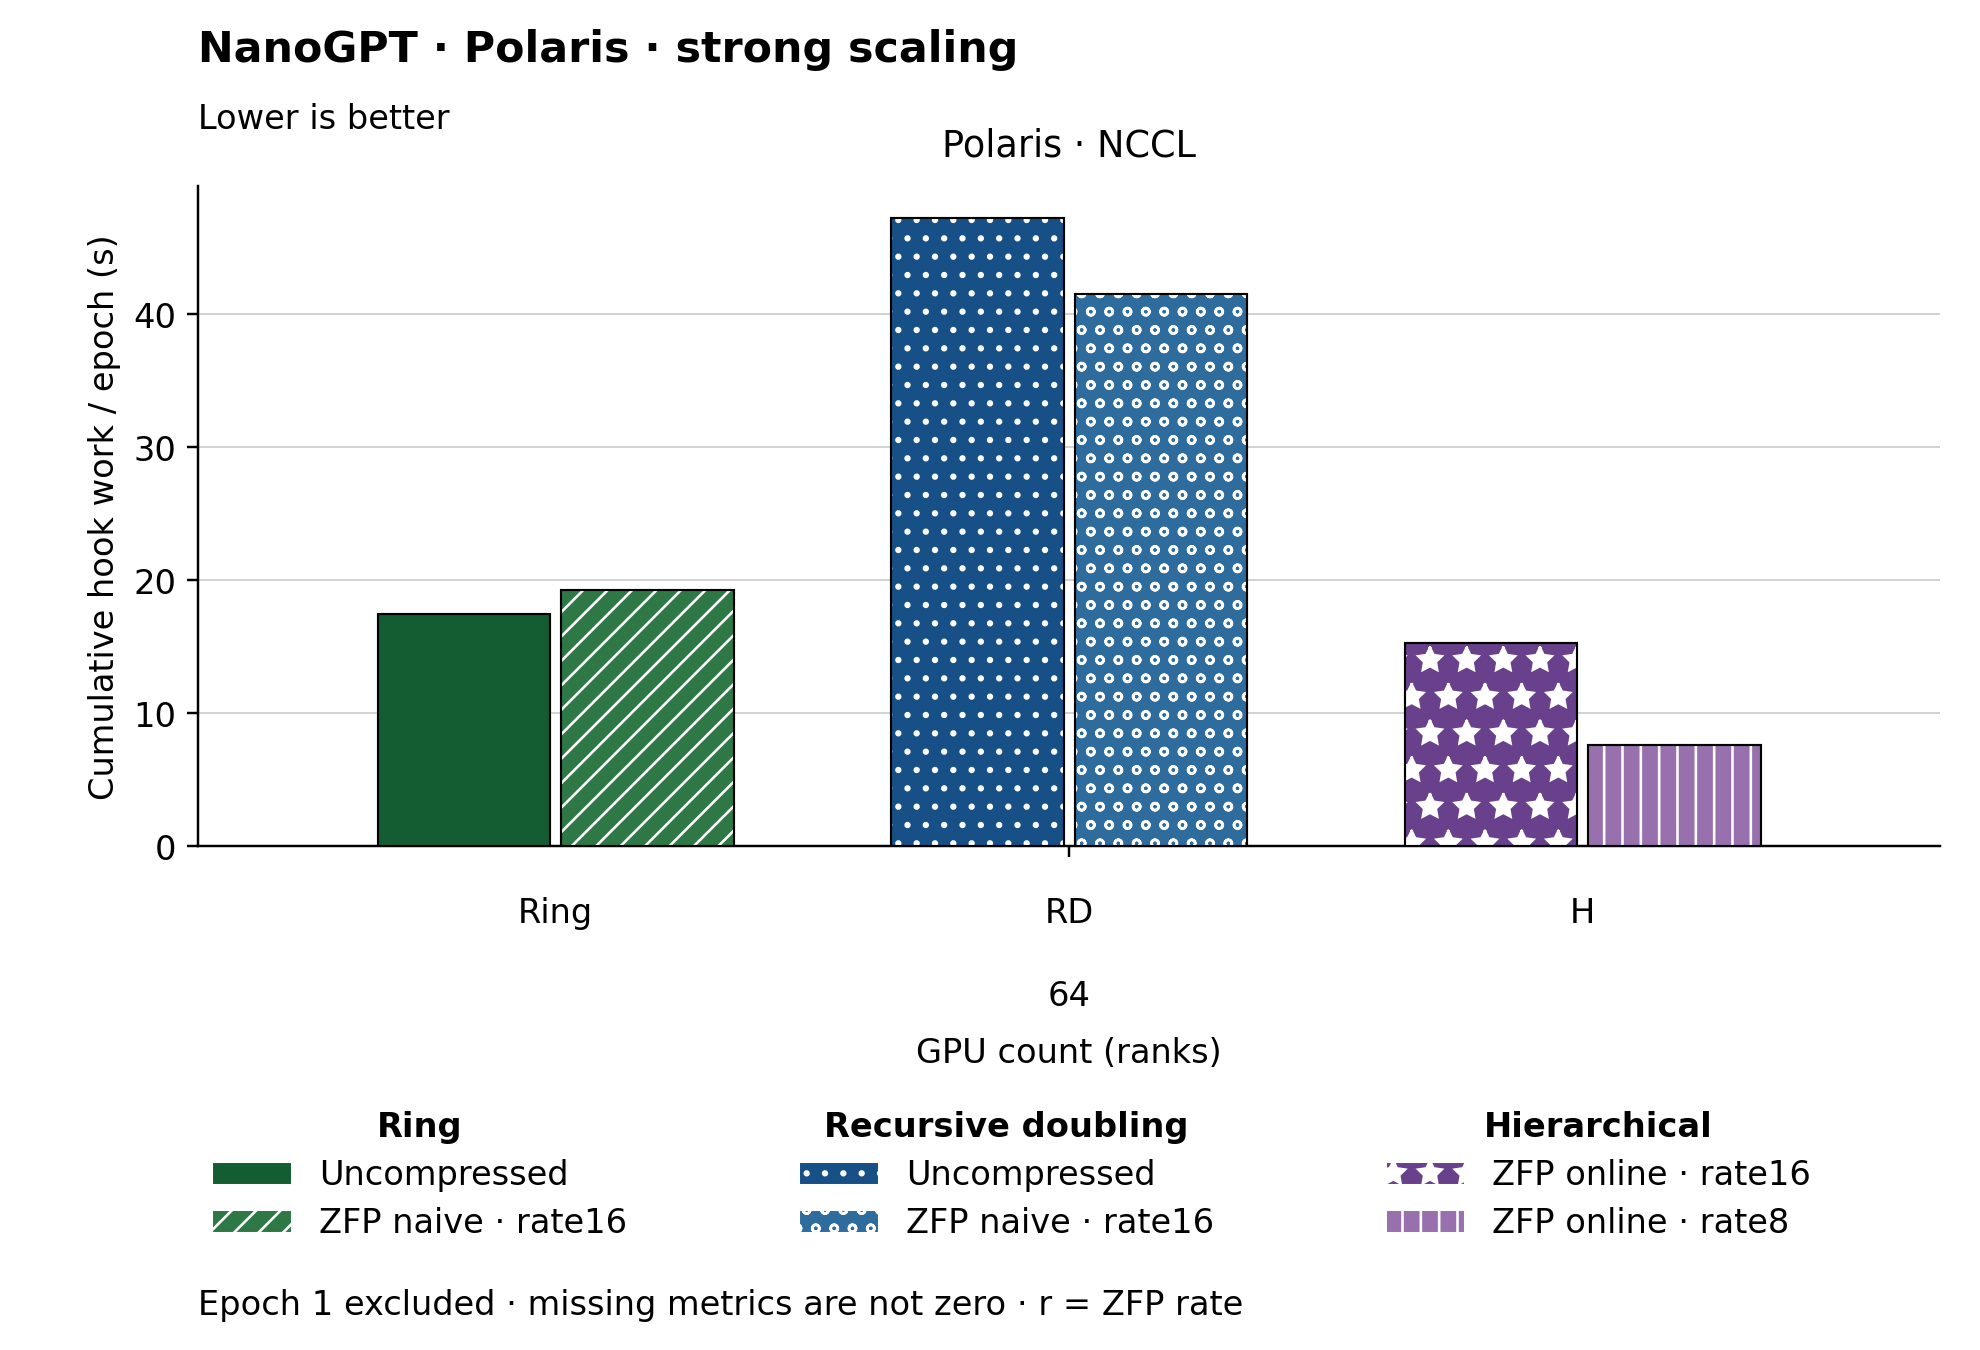 NanoGPT · Polaris · strong scaling
Lower is better
Polaris · NCCL
Cumulative hook work / epoch (s)
40
30
20
10
0
Ring RD H
64
GPU count (ranks)
Ring Recursive doubling Hierarchical
Uncompressed Uncompressed ZFP online · rate16
ZFP naive · rate16 ZFP naive · rate16 ZFP online · rate8
Epoch 1 excluded · missing metrics are not zero · r = ZFP rate